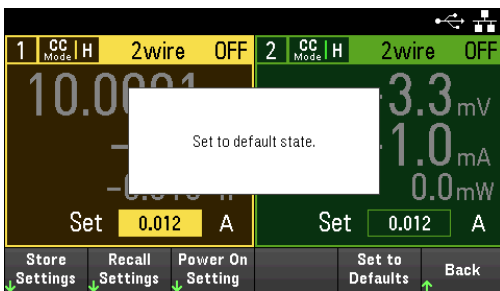 1 CC Mode H 2wire OFF 2 CC Mode H 2wire OFF
3.3 mV
1.0 mA
Set to default state.
0.0 mW
Set 0.012 A Set 0.012 A
Store Settings Recall Settings Power On Setting Set to Defaults Back